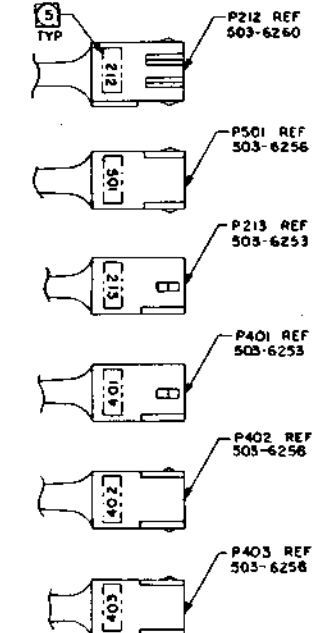 5
TYP
P212 REF
503-6260
212
P501 REF
503-6256
501
P213 REF
503-6253
213
P401 REF
503-6253
401
P402 REF
503-6256
402
P403 REF
503-6256
403